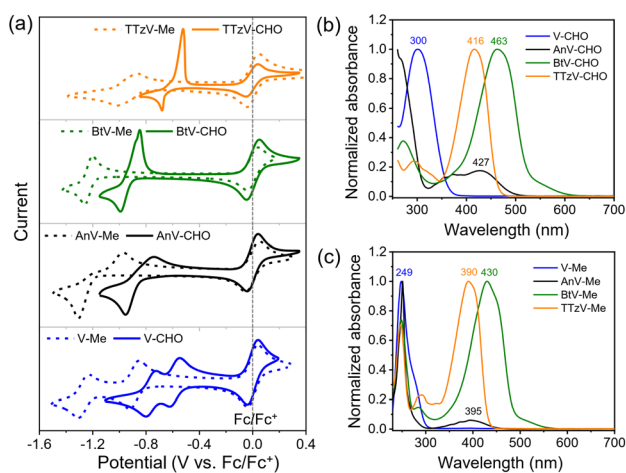 (a)
TTzV-Me TTzV-CHO
BtV-Me BtV-CHO
AnV-Me AnV-CHO
V-Me V-CHO
Fc/Fc+
Current
-1.6 -1.2 -0.8 -0.4 0.0 0.4
Potential (V vs. Fc/Fc+)
(b)
Normalized absorbance
1.0
0.8
0.6
0.4
0.2
0.0
300 416 463
427
V-CHO
AnV-CHO
BtV-CHO
TTzV-CHO
300 400 500 600 700
Wavelength (nm)
(c)
Normalized absorbance
1.0
0.8
0.6
0.4
0.2
0.0
249 390 430
395
V-Me
AnV-Me
BtV-Me
TTzV-Me
300 400 500 600 700
Wavelength (nm)